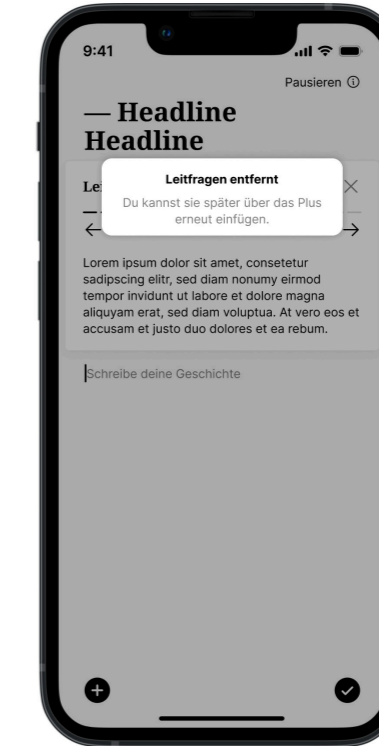 9:41
Pausieren
— Headline
Headline
Leitfragen entfernt
Du kannst sie später über das Plus
erneut einfügen.
Lei
Lorem ipsum dolor sit amet, consetetur
sadipscing elitr, sed diam nonumy eirmod
tempor invidunt ut labore et dolore magna
aliquyam erat, sed diam voluptua. At vero eos et
accusam et justo duo dolores et ea rebum.
Schreibe deine Geschichte